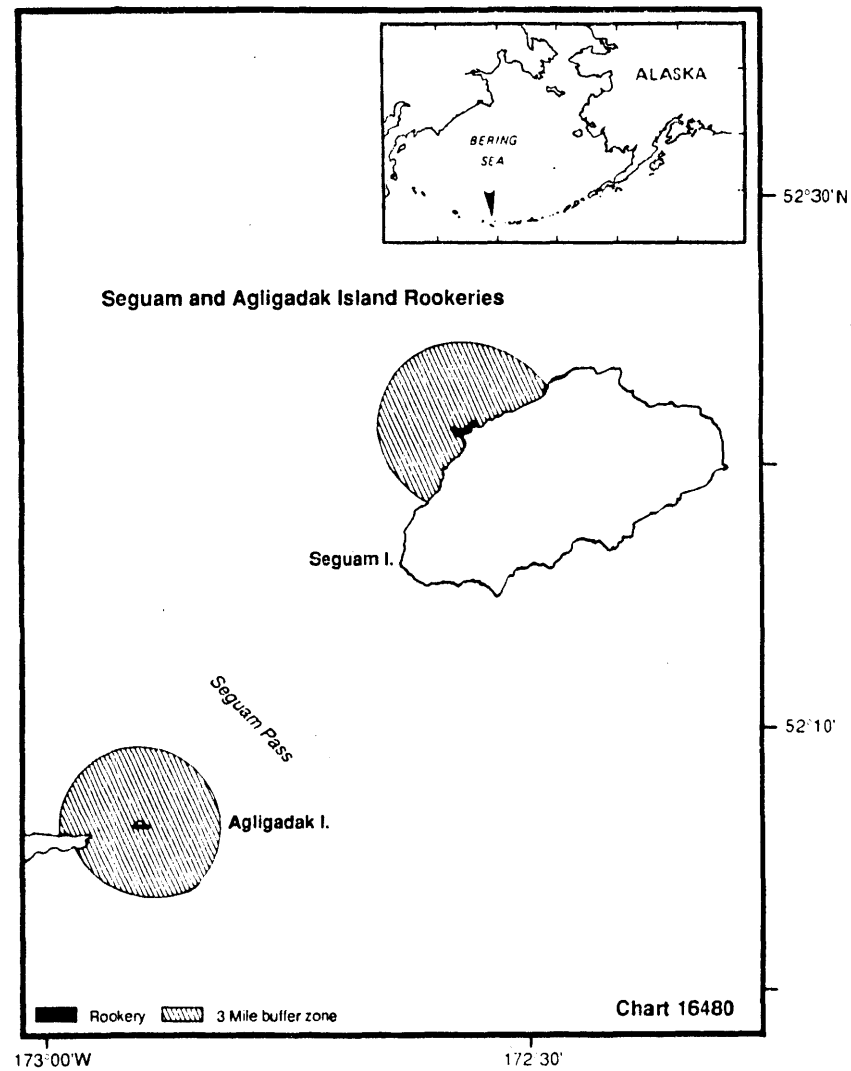 ALASKA
BERING
SEA
52°30'N
Seguam and Agligadak Island Rookeries
Seguam I.
Seguam Pass
52°10'
Agligadak I.
Rookery
3 Mile buffer zone
Chart 16480
173°00'W
172°30'